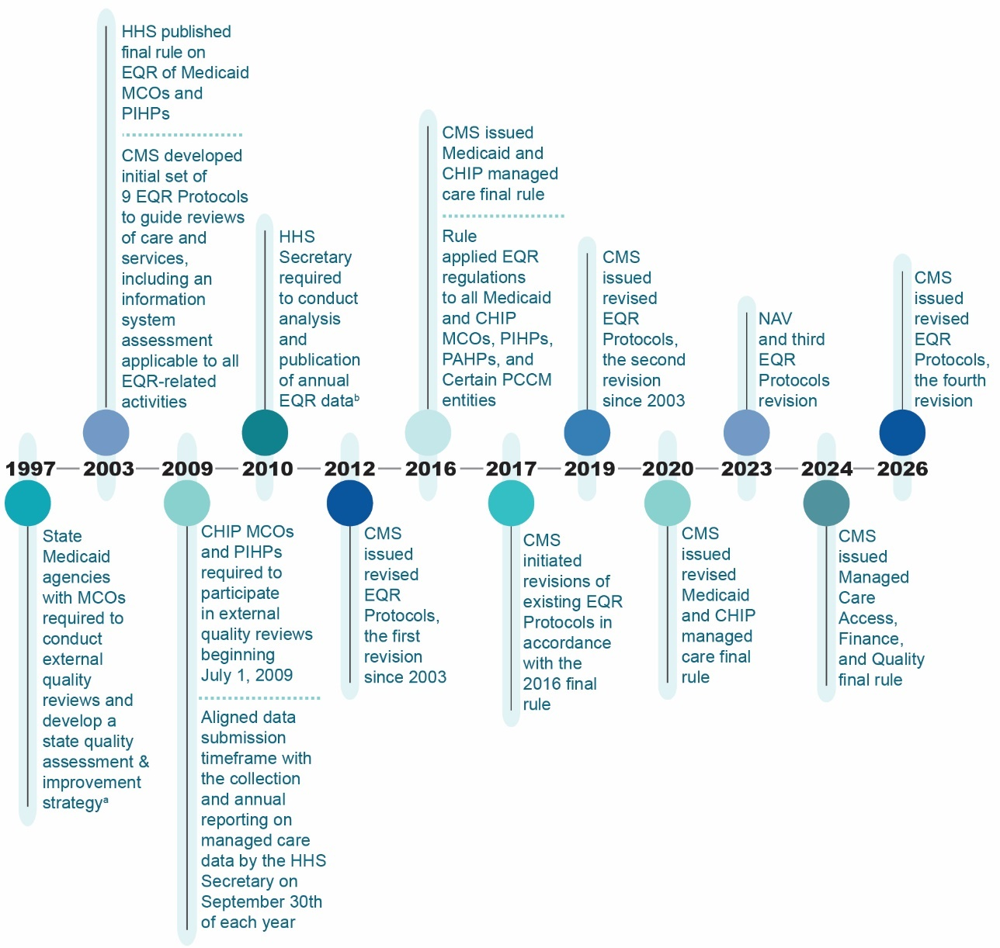 HHS published
final rule on
EQR of Medicaid
MCOs and
PIHPs
CMS developed
initial set of
9 EQR Protocols
to guide reviews
of care and
services,
including an
information
system
assessment
applicable to all
EQR-related
activities
HHS
Secretary
required
to conduct
analysis
and
publication
of annual
EQR dataᵇ
CMS issued
Medicaid and
CHIP managed
care final rule
Rule
applied EQR
regulations
to all Medicaid
and CHIP
MCOs, PIHPs,
PAHPs, and
Certain PCCM
entities
CMS
issued
revised
EQR
Protocols,
the second
revision
since 2003
NAV
and third
EQR
Protocols
revision
CMS
issued
revised
EQR
Protocols,
the fourth
revision
1997 2003 2009 2010 2012 2016 2017 2019 2020 2023 2024 2026
State
Medicaid
agencies
with MCOs
required to
conduct
external
quality
reviews and
develop a
state quality
assessment &
improvement
strategyᵃ
CHIP MCOs
and PIHPs
required to
participate
in external
quality reviews
beginning
July 1, 2009
Aligned data
submission
timeframe with
the collection
and annual
reporting on
managed care
data by the HHS
Secretary on
September 30th
of each year
CMS
issued
revised
EQR
Protocols,
the first
revision
since 2003
CMS
initiated
revisions of
existing EQR
Protocols in
accordance
with the
2016 final
rule
CMS
issued
revised
Medicaid
and CHIP
managed
care final
rule
CMS
issued
Managed
Care
Access,
Finance,
and Quality
final rule